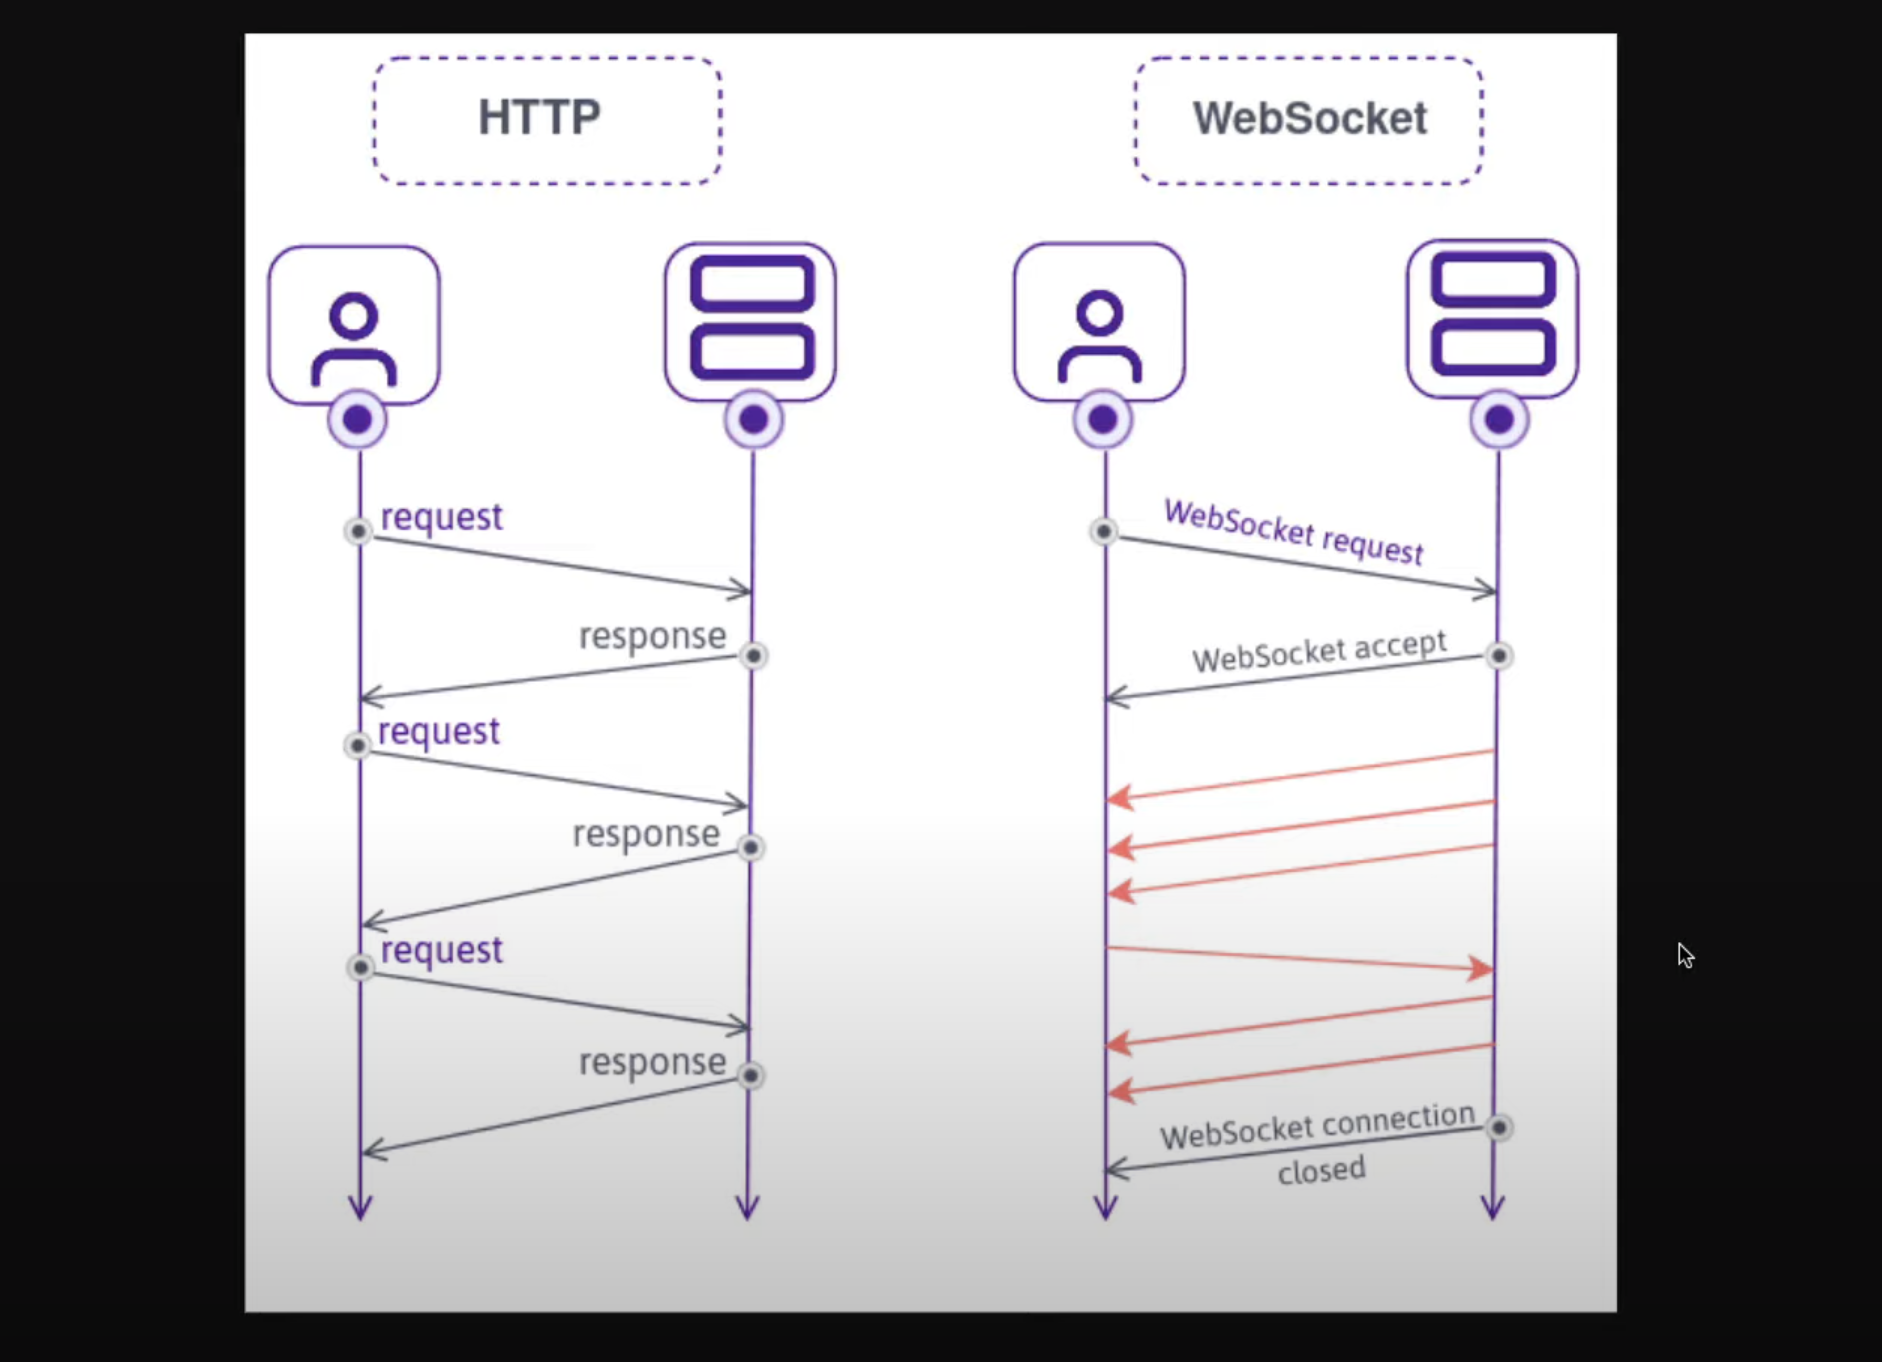 HTTP
request
response
request
response
request
response
WebSocket
WebSocket request
WebSocket accept
WebSocket connection
closed